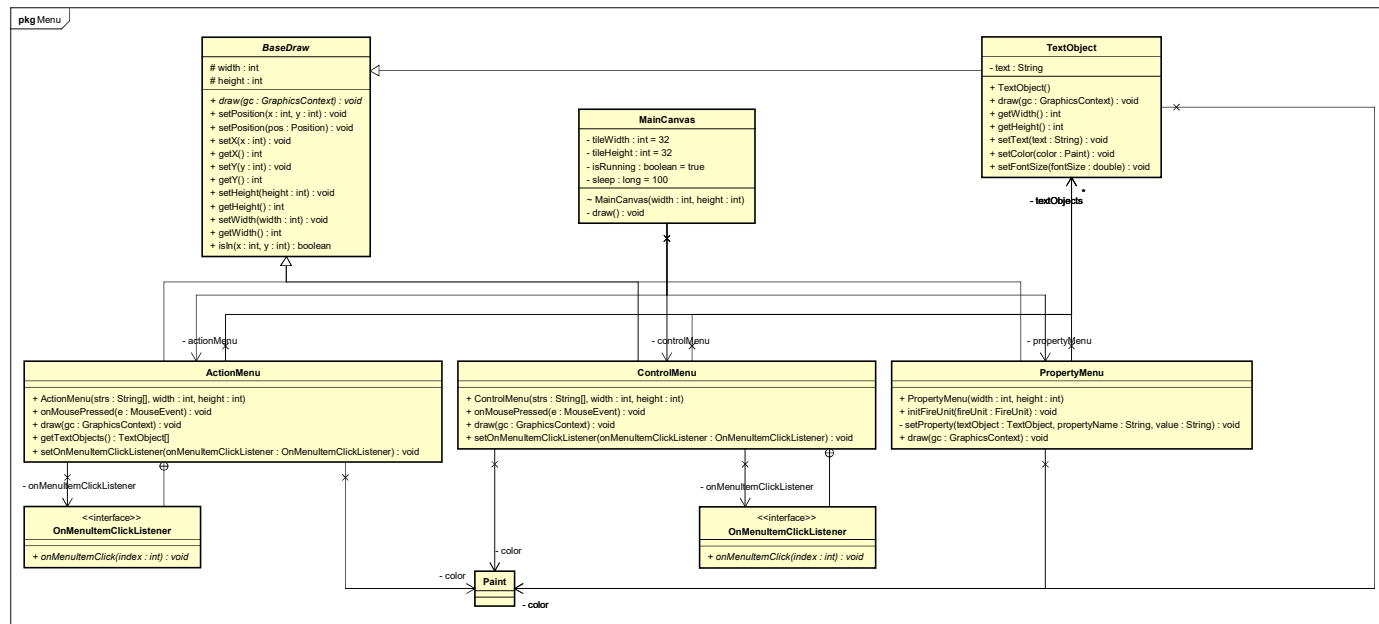 pkg Menu
BaseDraw
# width : int
# height : int
+ draw(gc : GraphicsContext) : void
+ setPosition(x : int, y : int) : void
+ setPosition(pos : Position) : void
+ setX(x : int) : void
+ getX() : int
+ setY(y : int) : void
+ getY() : int
+ setHeight(height : int) : void
+ getHeight() : int
+ setWidth(width : int) : void
+ getWidth() : int
+ isIn(x : int, y : int) : boolean
MainCanvas
- tileWidth : int = 32
- tileHeight : int = 32
- isRunning : boolean = true
- sleep : long = 100
~ MainCanvas(width : int, height : int)
- draw() : void
TextObject
- text : String
+ TextObject()
+ draw(gc : GraphicsContext) : void
+ getWidth() : int
+ getHeight() : int
+ setText(text : String) : void
+ setColor(color : Paint) : void
+ setFontSize(fontSize : double) : void
*
- textObjects
- actionMenu
- controlMenu
- propertyMenu
ActionMenu
+ ActionMenu(strs : String[], width : int, height : int)
+ onMousePressed(e : MouseEvent) : void
+ draw(gc : GraphicsContext) : void
+ getTextObjects() : TextObject[]
+ setOnMenuItemClickListener(onMenuItemClickListener : OnMenuItemClickListener) : void
ControlMenu
+ ControlMenu(strs : String[], width : int, height : int)
+ onMousePressed(e : MouseEvent) : void
+ draw(gc : GraphicsContext) : void
+ setOnMenuItemClickListener(onMenuItemClickListener : OnMenuItemClickListener) : void
PropertyMenu
+ PropertyMenu(width : int, height : int)
+ initFireUnit(fireUnit : FireUnit) : void
- setProperty(textObject : TextObject, propertyName : String, value : String) : void
+ draw(gc : GraphicsContext) : void
- onMenuItemClickListener
<<interface>>
OnMenuItemClickListener
+ onMenuItemClick(index : int) : void
- onMenuItemClickListener
<<interface>>
OnMenuItemClickListener
+ onMenuItemClick(index : int) : void
- color
- color
Paint
- color